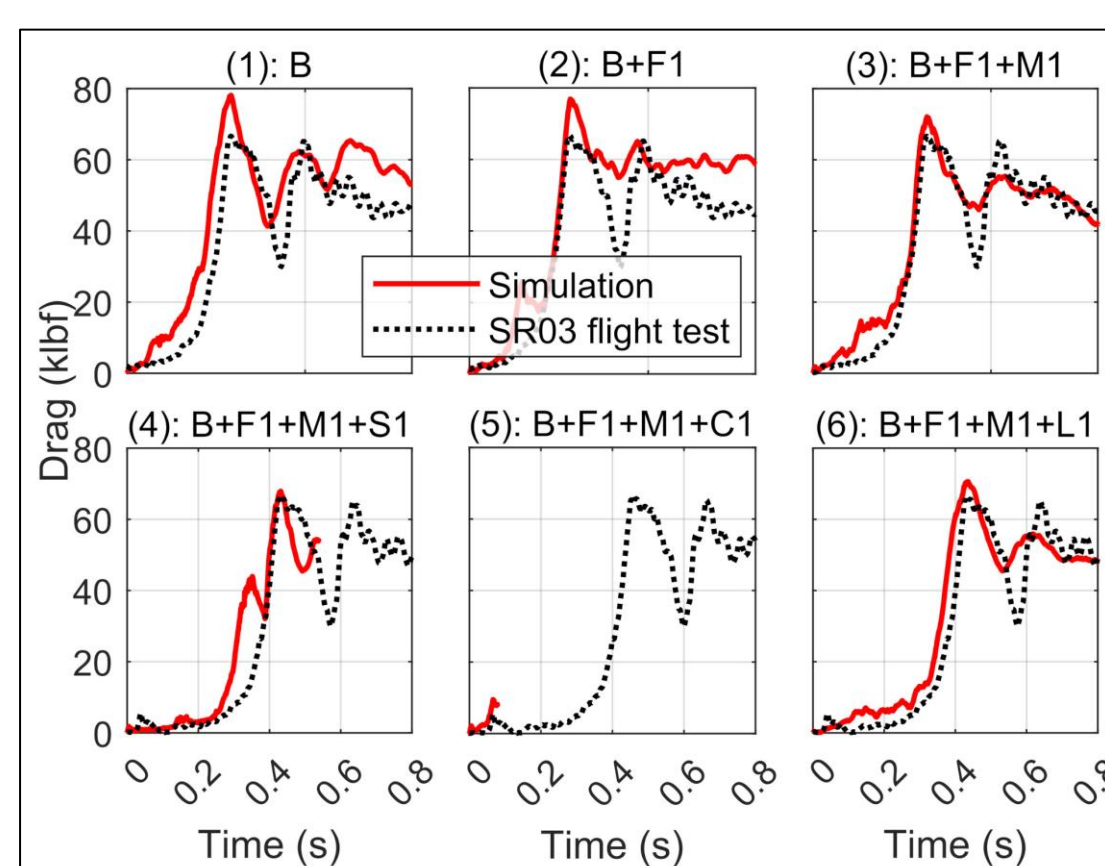 (1): B
(2): B+F1
(3): B+F1+M1
80
60
40
20
0
Simulation
SR03 flight test
Drag (klbf)
(4): B+F1+M1+S1
(5): B+F1+M1+C1
(6): B+F1+M1+L1
80
60
40
20
0
0 0.2 0.4 0.6 0.8
0 0.2 0.4 0.6 0.8
0 0.2 0.4 0.6 0.8
Time (s)
Time (s)
Time (s)